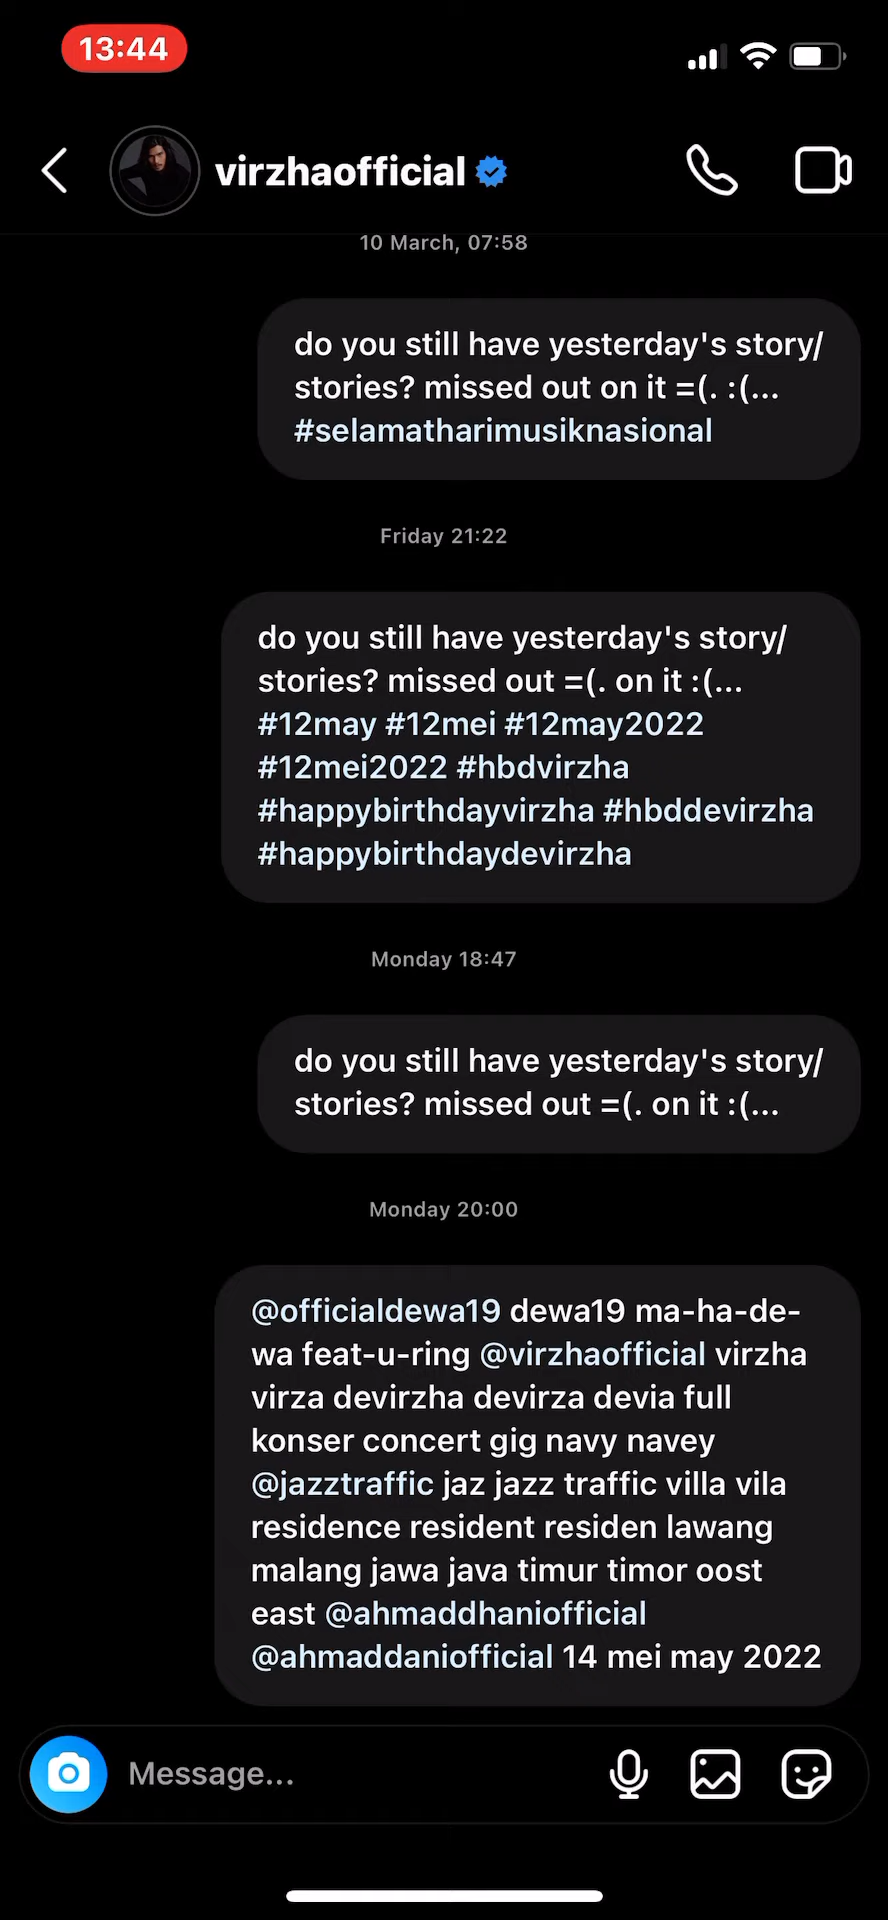 13:44
virzhaofficial
10 March, 07:58
do you still have yesterday's story/
stories? missed out on it =(. :(...
#selamatharimusiknasional
Friday 21:22
do you still have yesterday's story/
stories? missed out =(. on it :(...
#12may #12mei #12may2022
#12mei2022 #hbdvirzha
#happybirthdayvirzha #hbddevirzha
#happybirthdaydevirzha
Monday 18:47
do you still have yesterday's story/
stories? missed out =(. on it :(...
Monday 20:00
@officialdewa19 dewa19 ma-ha-de-
wa feat-u-ring @virzhaofficial virzha
virza devirzha devirza devia full
konser concert gig navy navey
@jazztraffic jaz jazz traffic villa vila
residence resident residen lawang
malang jawa java timur timor oost
east @ahmaddhaniofficial
@ahmaddaniofficial 14 mei may 2022
Message...